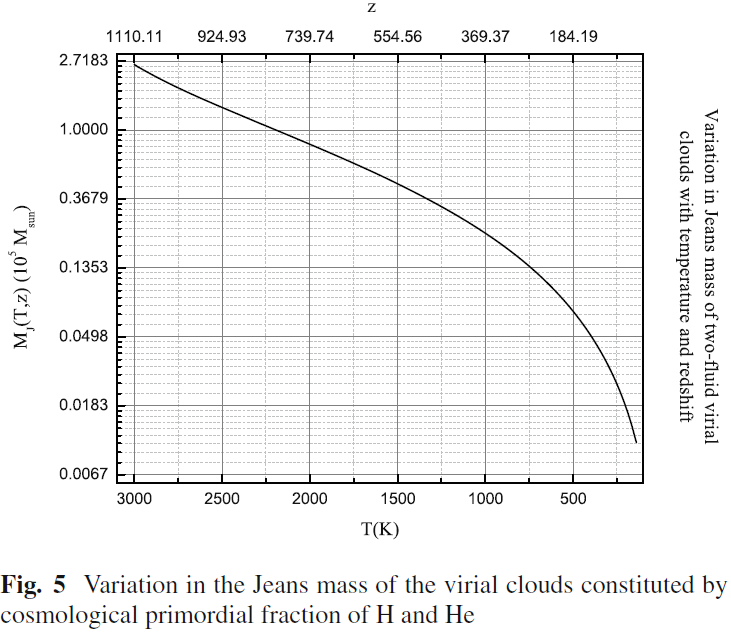 z
1110.11 924.93 739.74 554.56 369.37 184.19
2.7183
1.0000
0.3679
0.1353
0.0498
0.0183
0.0067
M_J(T,z) (10^5 M_sun)
3000 2500 2000 1500 1000 500
T(K)
Variation in Jeans mass of two-fluid virial
clouds with temperature and redshift
Fig. 5 Variation in the Jeans mass of the virial clouds constituted by
cosmological primordial fraction of H and He